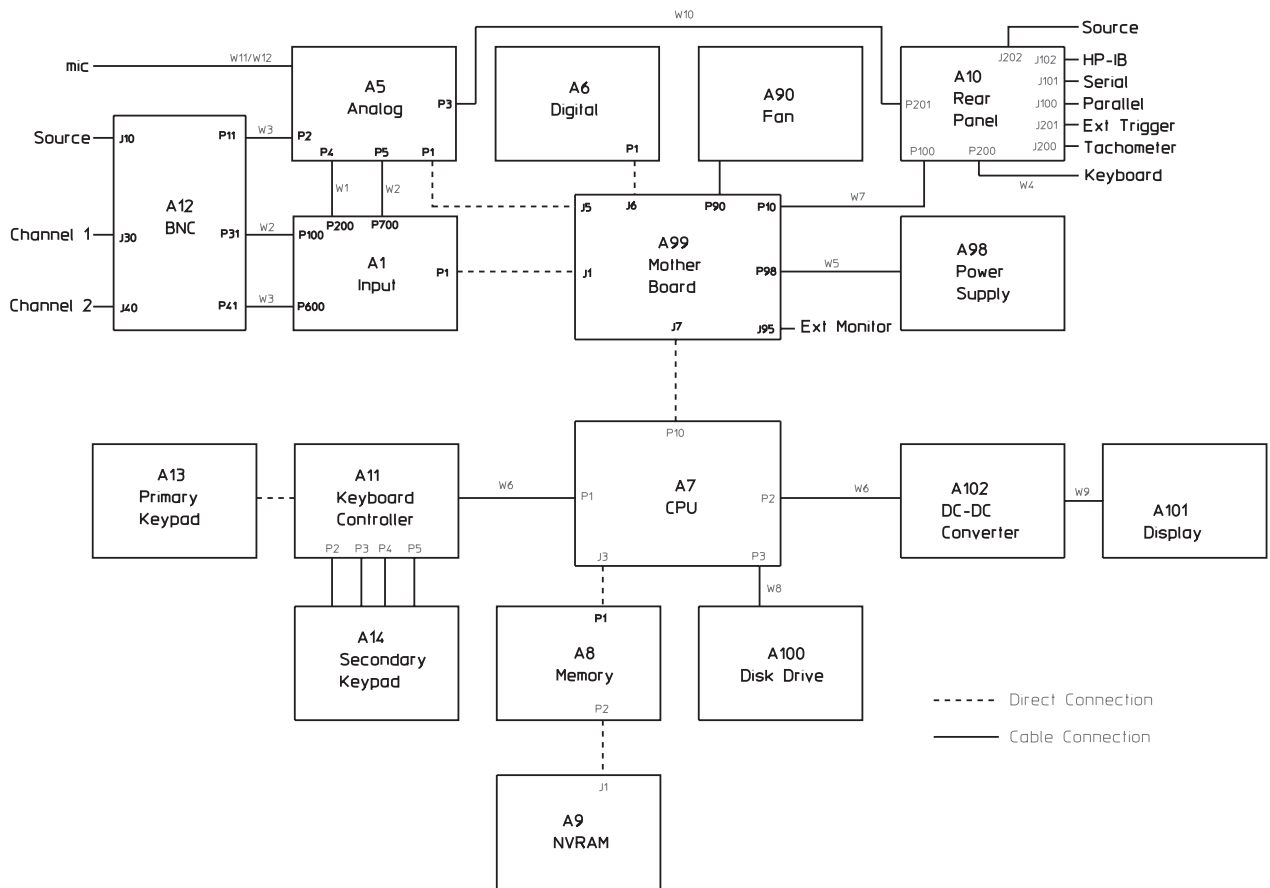 W10
Source
mic
W11/W12
A5
Analog
P3
P2
P4
P5
P1
A6
Digital
P1
A90
Fan
A10
Rear
Panel
P201
P100
P200
J202
J102
HP-IB
J101
Serial
J100
Parallel
J201
Ext Trigger
J200
Tachometer
W4
Keyboard
Source
J10
P11
W3
A12
BNC
Channel 1
J30
P31
W2
Channel 2
J40
P41
W3
W1
W2
P200
P700
P100
A1
Input
P1
P600
J5
J6
P90
P10
W7
A99
Mother
Board
J1
P98
W5
J7
J95
Ext Monitor
A98
Power
Supply
A13
Primary
Keypad
A11
Keyboard
Controller
P2
P3
P4
P5
W6
P10
P1
A7
CPU
P2
J3
P3
W6
A102
DC-DC
Converter
W9
A101
Display
W8
A14
Secondary
Keypad
P1
A8
Memory
P2
A100
Disk Drive
J1
A9
NVRAM
Direct Connection
Cable Connection